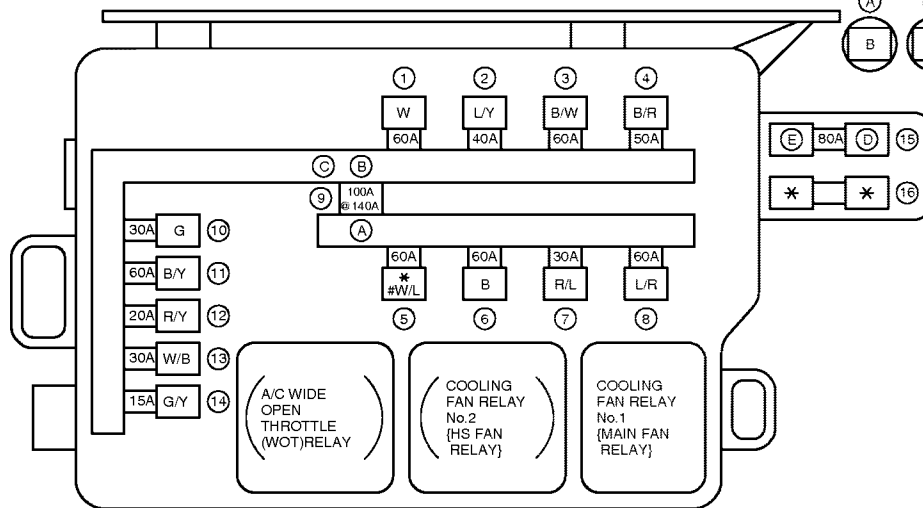 A
B
① ② ③ ④
W L/Y B/W B/R
60A 40A 60A 50A
E 80A D ⑮
C B
⑨ 100A
@140A
* * ⑯
A
30A G ⑩
60A 60A 30A 60A
*
#W/L B R/L L/R
60A B/Y ⑪
⑤ ⑥ ⑦ ⑧
20A R/Y ⑫
30A W/B ⑬
15A G/Y ⑭
A/C WIDE
OPEN
THROTTLE
(WOT)RELAY
COOLING
FAN RELAY
No.2
{HS FAN
RELAY}
COOLING
FAN RELAY
No.1
{MAIN FAN
RELAY}